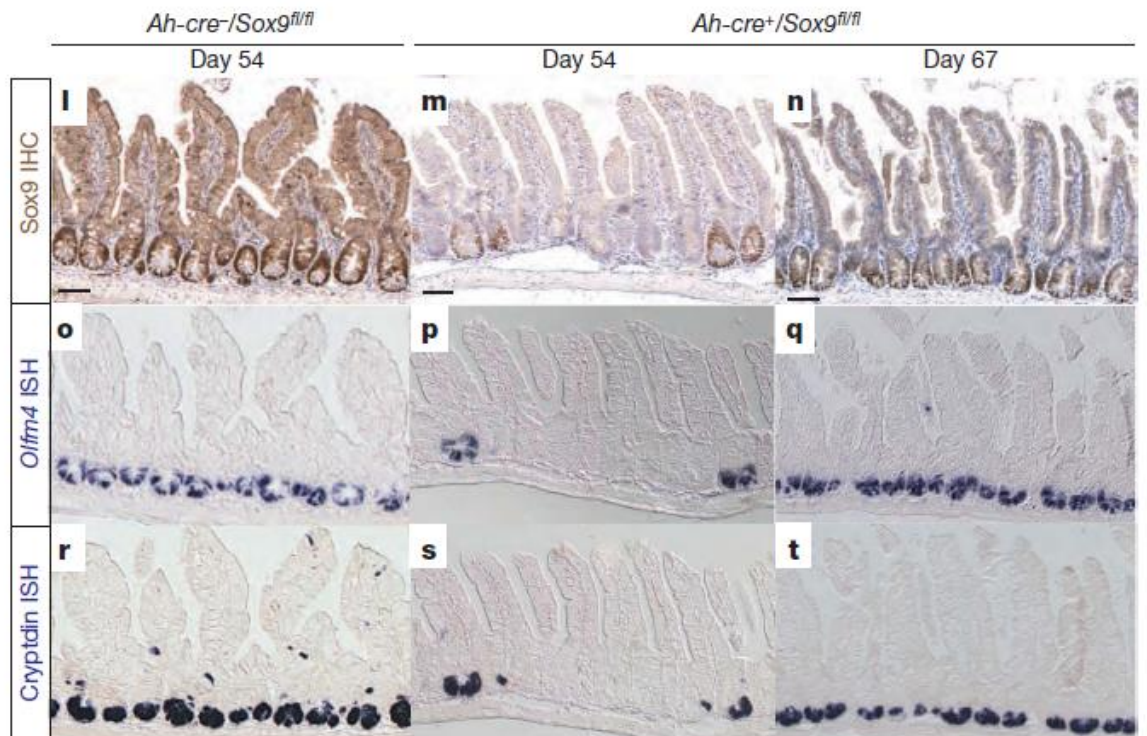 Ah-cre⁻/Sox9ᶠˡ/ᶠˡ
Ah-cre⁺/Sox9ᶠˡ/ᶠˡ
Day 54
Day 54
Day 67
Sox9 IHC
l
m
n
Olfm4 ISH
o
p
q
Cryptdin ISH
r
s
t